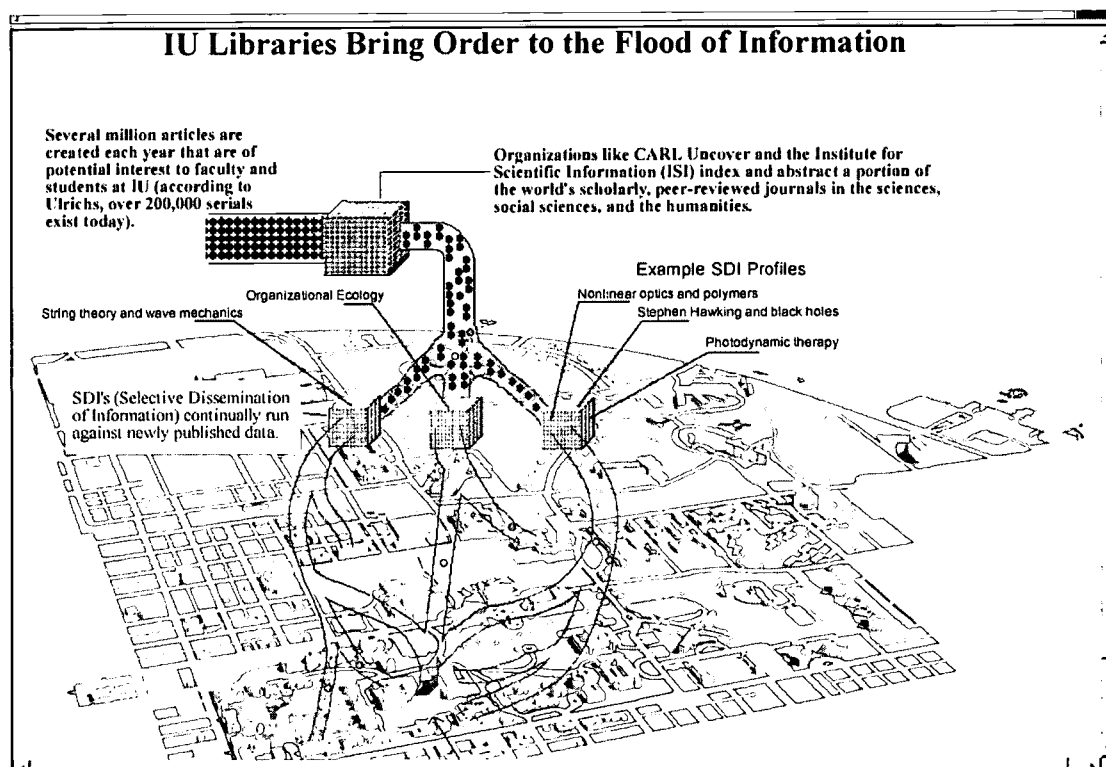 IU Libraries Bring Order to the Flood of Information
Several million articles are
created each year that are of
potential interest to faculty and
students at IU (according to
Ulrichs, over 200,000 serials
exist today).
Organizations like CARL Uncover and the Institute for
Scientific Information (ISI) index and abstract a portion of
the world's scholarly, peer-reviewed journals in the sciences,
social sciences, and the humanities.
Example SDI Profiles
Organizational Ecology
Nonlinear optics and polymers
String theory and wave mechanics
Stephen Hawking and black holes
Photodynamic therapy
SDI's (Selective Dissemination
of Information) continually run
against newly published data.